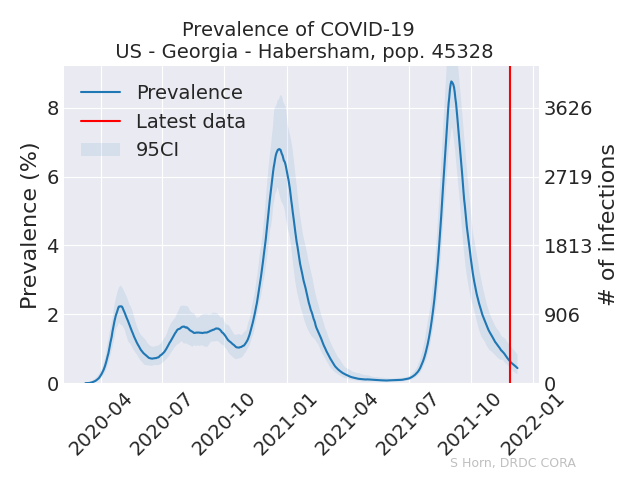 Prevalence of COVID-19
US - Georgia - Habersham, pop. 45328
Prevalence
Latest data
95CI
Prevalence (%)
8
6
4
2
0
3626
2719
1813
906
0
# of infections
2020-04
2020-07
2020-10
2021-01
2021-04
2021-07
2021-10
2022-01
S Horn, DRDC CORA